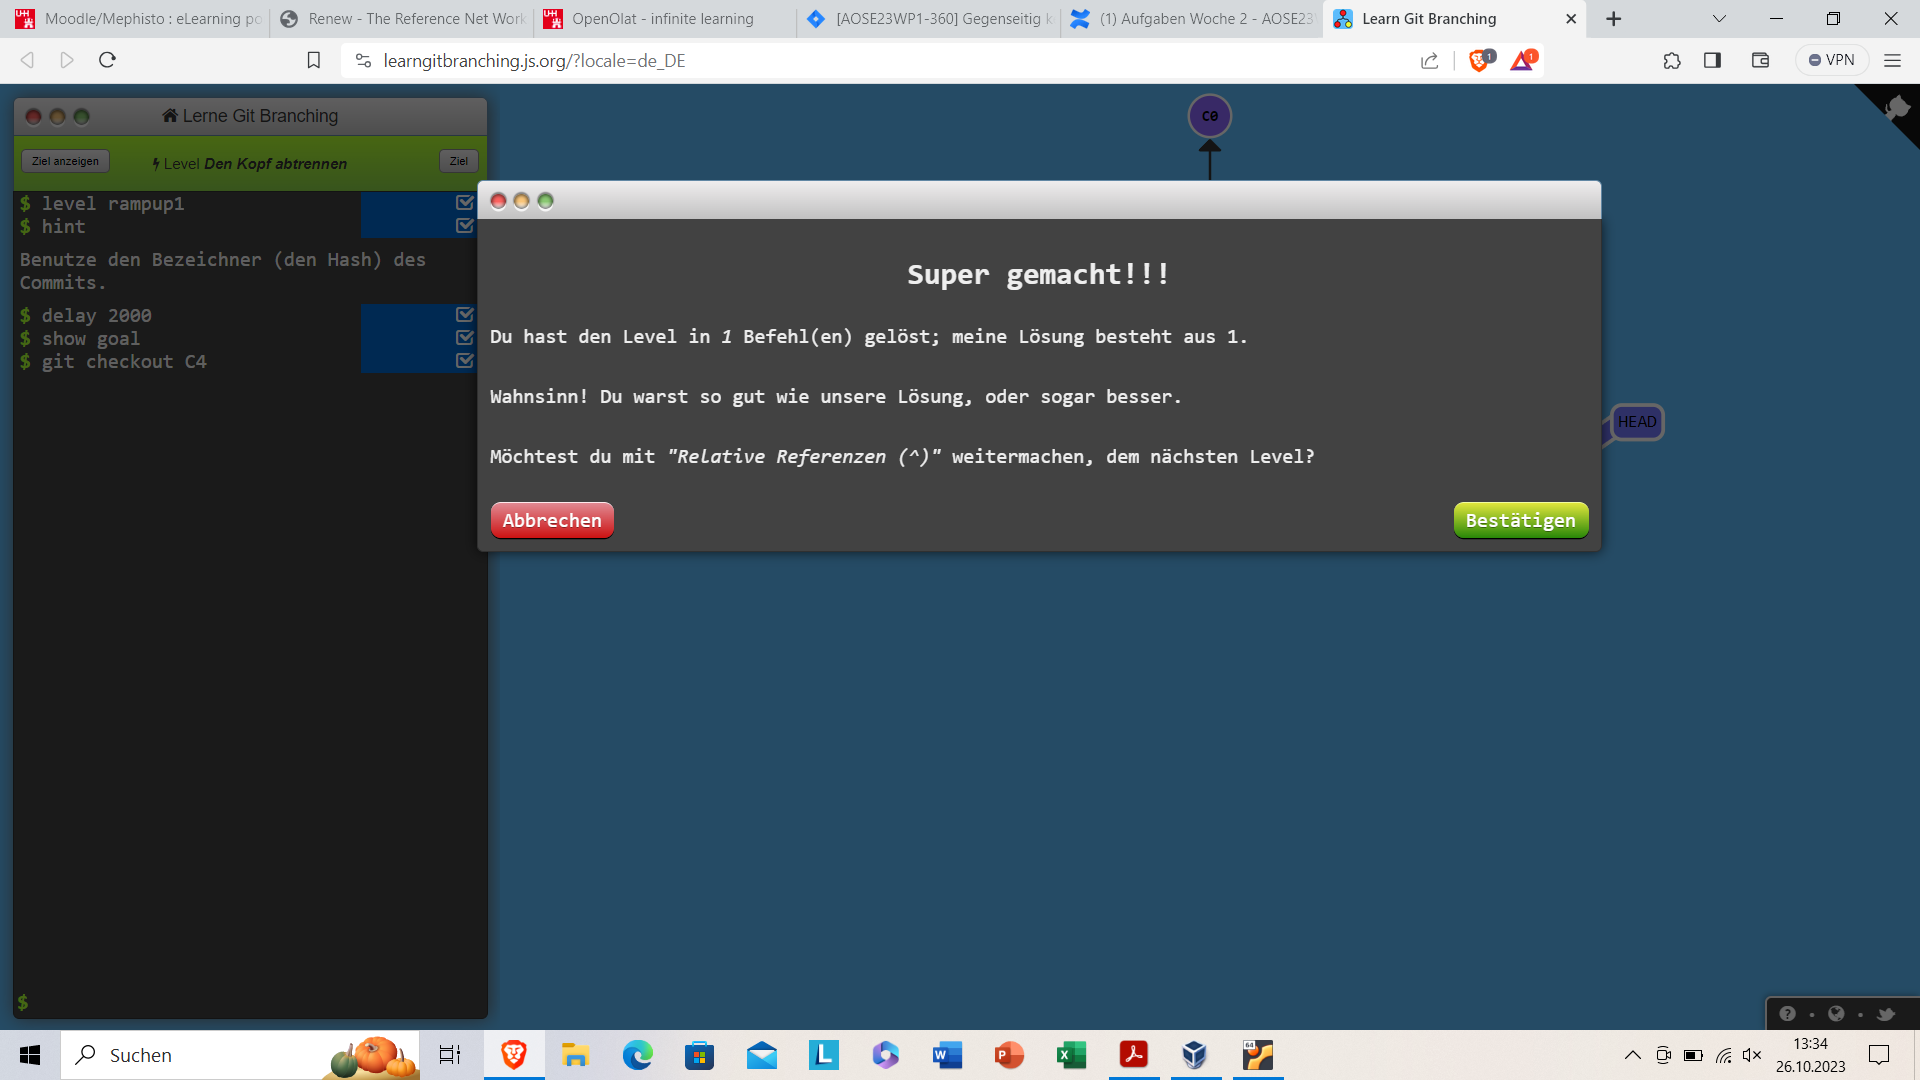 Moodle/Mephisto : eLearning po
Renew - The Reference Net Work
OpenOlat - infinite learning
[AOSE23WP1-360] Gegenseitig k
(1) Aufgaben Woche 2 - AOSE23
Learn Git Branching
learngitbranching.js.org/?locale=de_DE
1
1
VPN
Lerne Git Branching
Ziel anzeigen
Level Den Kopf abtrennen
Ziel
$ level rampup1
$ hint
Benutze den Bezeichner (den Hash) des
Commits.
$ delay 2000
$ show goal
$ git checkout C4
$
C0
HEAD
Super gemacht!!!
Du hast den Level in 1 Befehl(en) gelöst; meine Lösung besteht aus 1.
Wahnsinn! Du warst so gut wie unsere Lösung, oder sogar besser.
Möchtest du mit "Relative Referenzen (^)" weitermachen, dem nächsten Level?
Abbrechen
Bestätigen
Suchen
13:34
26.10.2023